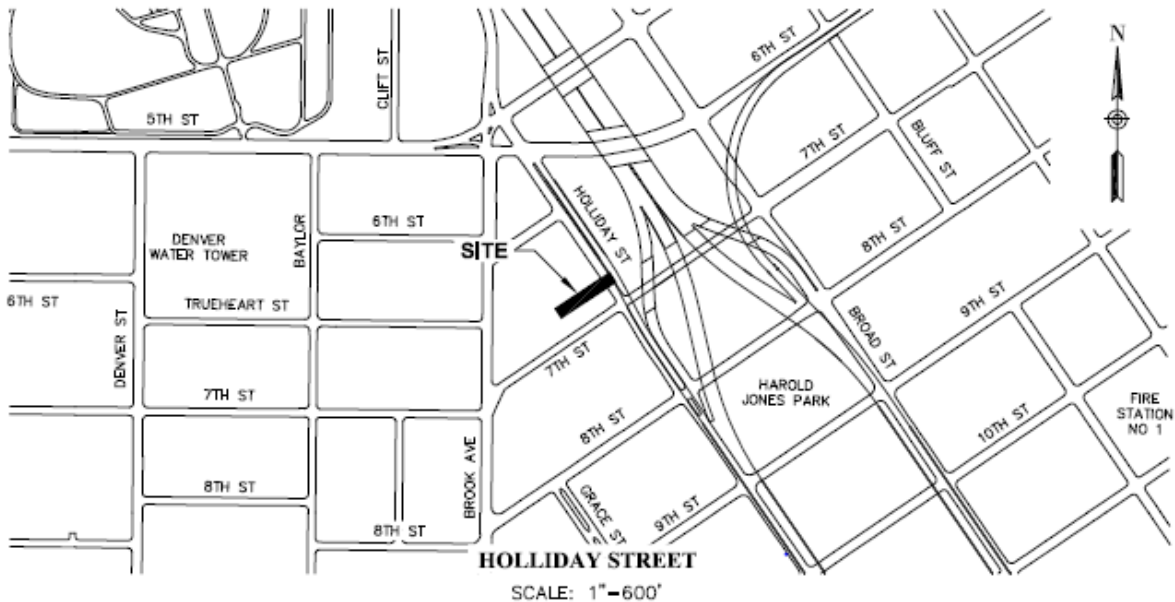 6TH ST
N
CLIFT ST
5TH ST
BLUFF ST
7TH ST
HOLLIDAY ST
6TH ST
DENVER
WATER TOWER
BAYLOR
8TH ST
SITE
6TH ST
TRUEHEART ST
9TH ST
DENVER ST
BROAD ST
7TH ST
7TH ST
HAROLD
JONES PARK
FIRE
STATION
NO 1
8TH ST
10TH ST
BROOK AVE
8TH ST
GRACE ST
9TH ST
8TH ST
HOLLIDAY STREET
SCALE: 1"-600'